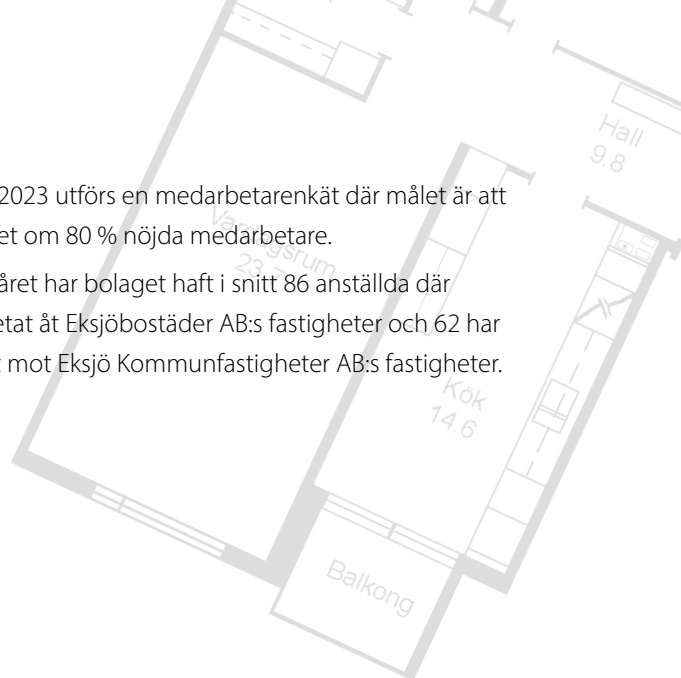 2023 utförs en medarbetarenkät där målet är att
et om 80 % nöjda medarbetare.
året har bolaget haft i snitt 86 anställda där
etat åt Eksjöbostäder AB:s fastigheter och 62 har
t mot Eksjö Kommunfastigheter AB:s fastigheter.
Hall
9.8
Vardagsrum
Kök
14.6
Balkong